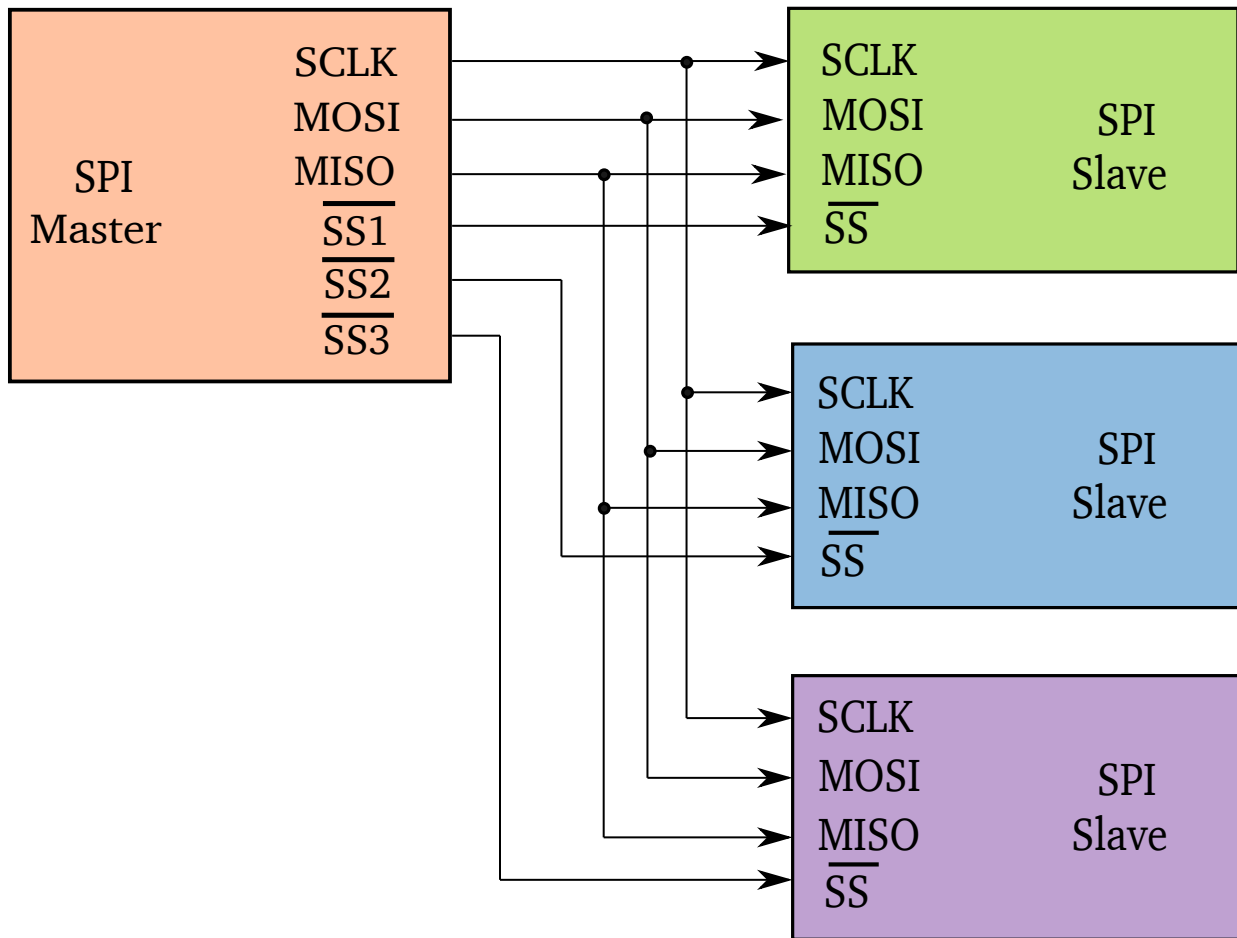 SPI
Master
SCLK
MOSI
MISO
SS1
SS2
SS3
SCLK
MOSI
MISO
SS
SPI
Slave
SCLK
MOSI
MISO
SS
SPI
Slave
SCLK
MOSI
MISO
SS
SPI
Slave